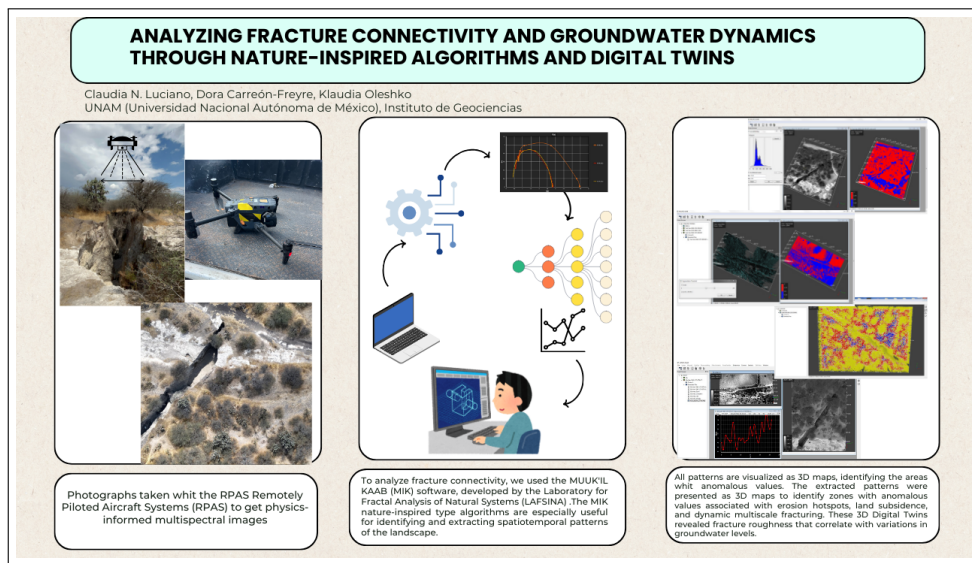 ANALYZING FRACTURE CONNECTIVITY AND GROUNDWATER DYNAMICS
THROUGH NATURE-INSPIRED ALGORITHMS AND DIGITAL TWINS
Claudia N. Luciano, Dora Carreón-Freyre, Klaudia Oleshko
UNAM (Universidad Nacional Autónoma de México), Instituto de Geociencias
Photographs taken whit the RPAS Remotely
Piloted Aircraft Systems (RPAS) to get physics-
informed multispectral images
To analyze fracture connectivity, we used the MUUK'IL
KAAB (MIK) software, developed by the Laboratory for
Fractal Analysis of Natural Systems (LAFSINA) .The MIK
nature-inspired type algorithms are especially useful
for identifying and extracting spatiotemporal patterns
of the landscape.
All patterns are visualized as 3D maps, identifying the areas
whit anomalous values. The extracted patterns were
presented as 3D maps to identify zones with anomalous
values associated with erosion hotspots, land subsidence,
and dynamic multiscale fracturing. These 3D Digital Twins
revealed fracture roughness that correlate with variations in
groundwater levels.